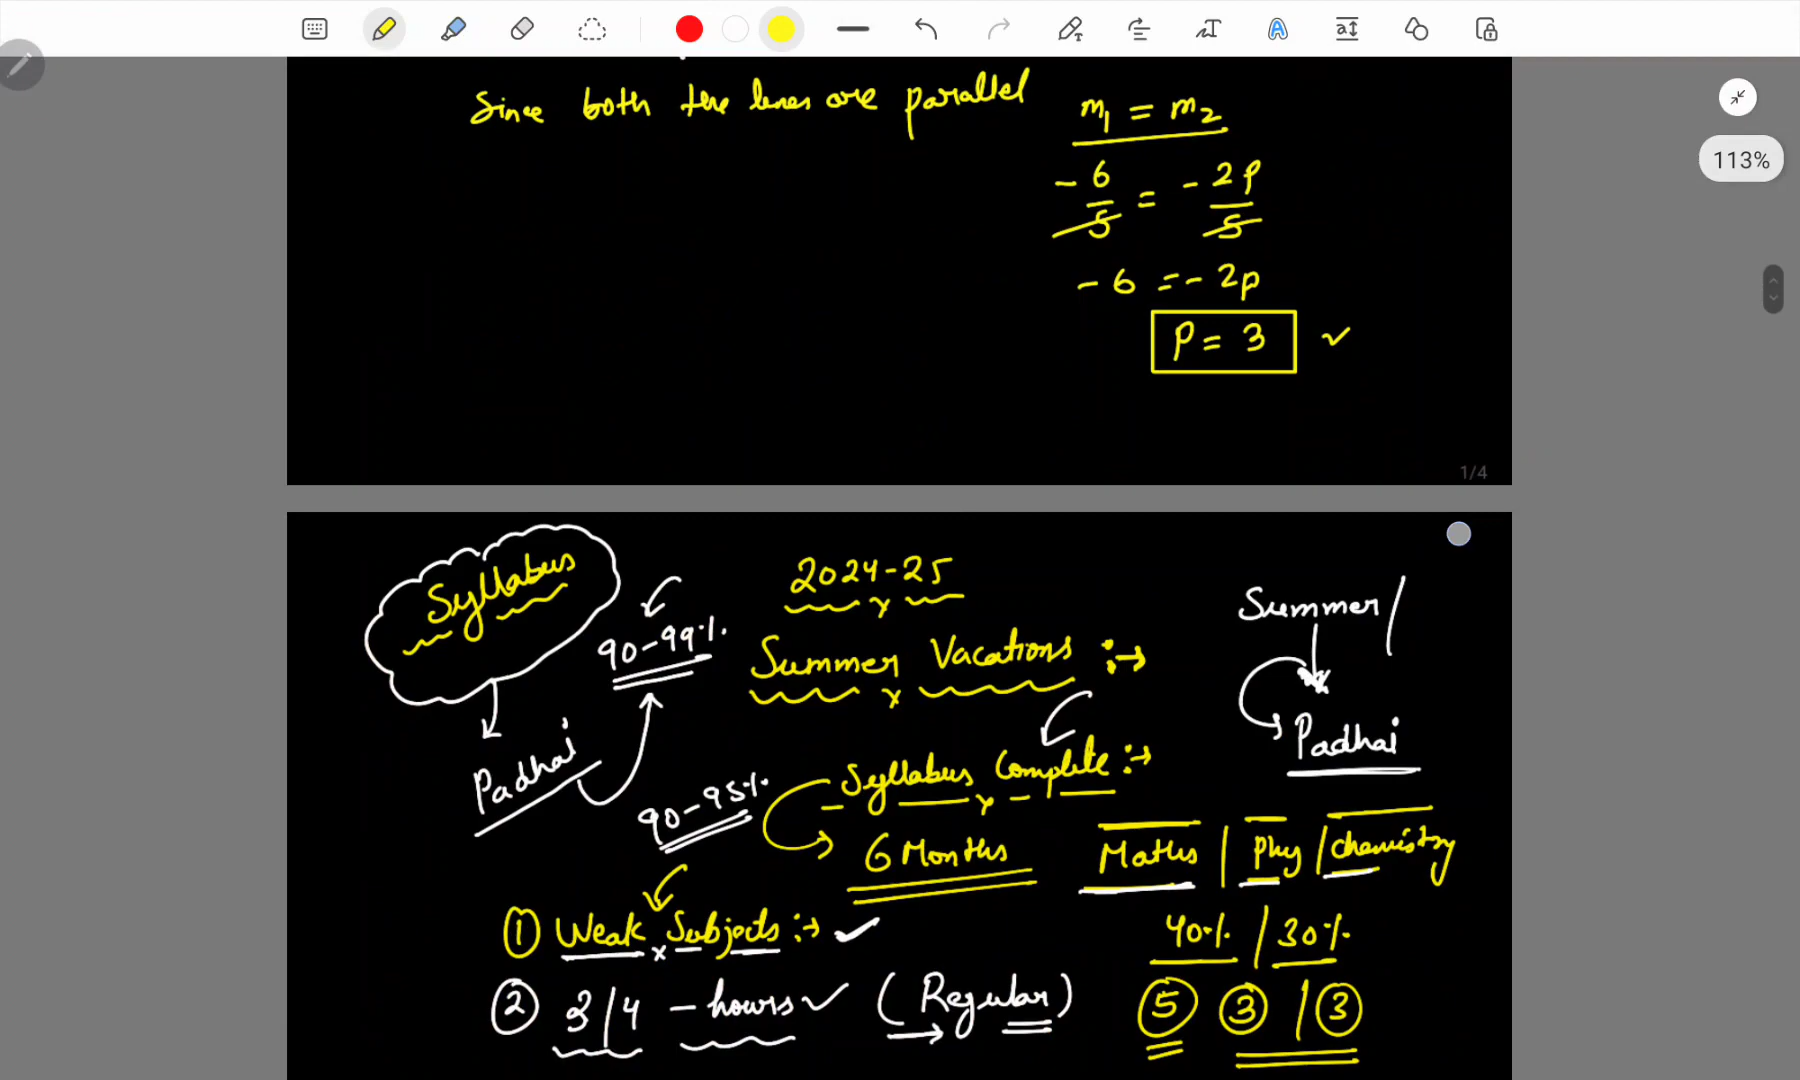 113%
Since both the lines are parallel m₁ = m₂
- 6/5 = - 2p/5
- 6 = - 2p
P = 3 ✓
1/4
Syllabus
2024-25
Summer /
90-99%.
Summer Vacations :→
Padhai
Padhai
Syllabus Complete :→
90-95%.
6 Months
Maths | Phy | chemistry
① Weak Subjects :→ ✓
40% / 30%.
② 3/4 - hours ✓ (Regular)
⑤ ③ / ③